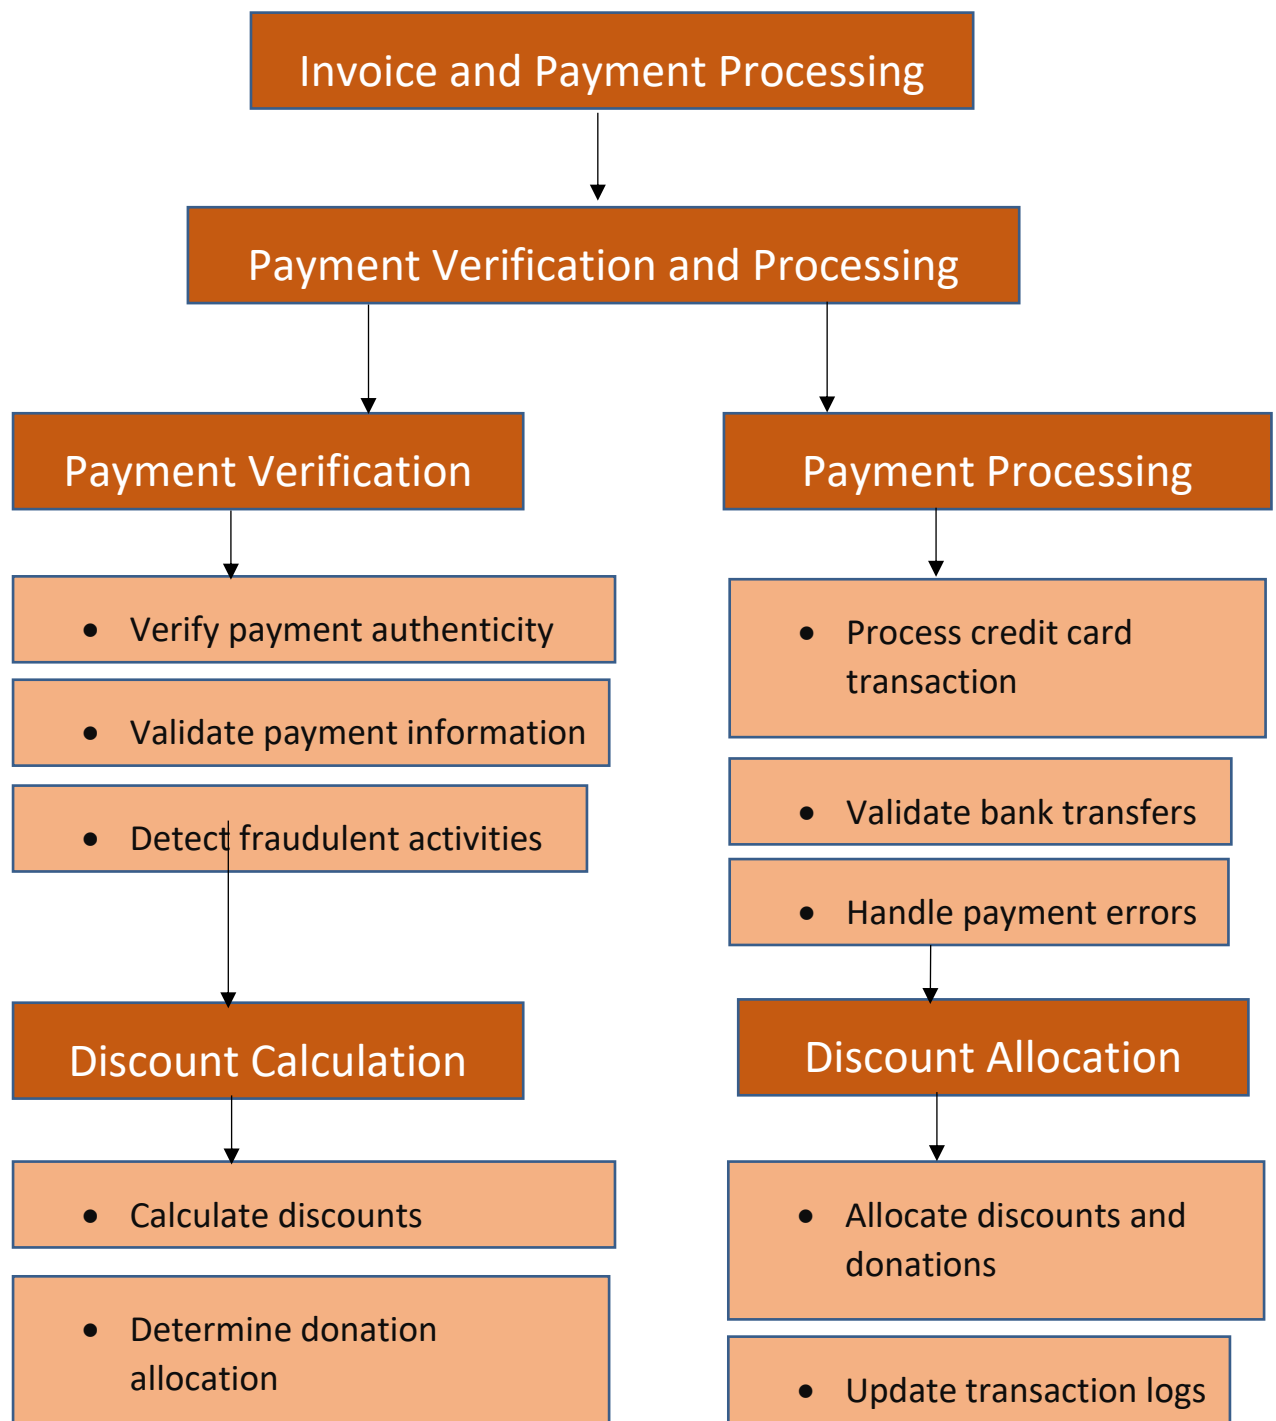 Invoice and Payment Processing
Payment Verification and Processing
Payment Verification
Payment Processing
• Verify payment authenticity
• Validate payment information
• Detect fraudulent activities
• Process credit card
transaction
• Validate bank transfers
• Handle payment errors
Discount Calculation
Discount Allocation
• Calculate discounts
• Determine donation
allocation
• Allocate discounts and
donations
• Update transaction logs